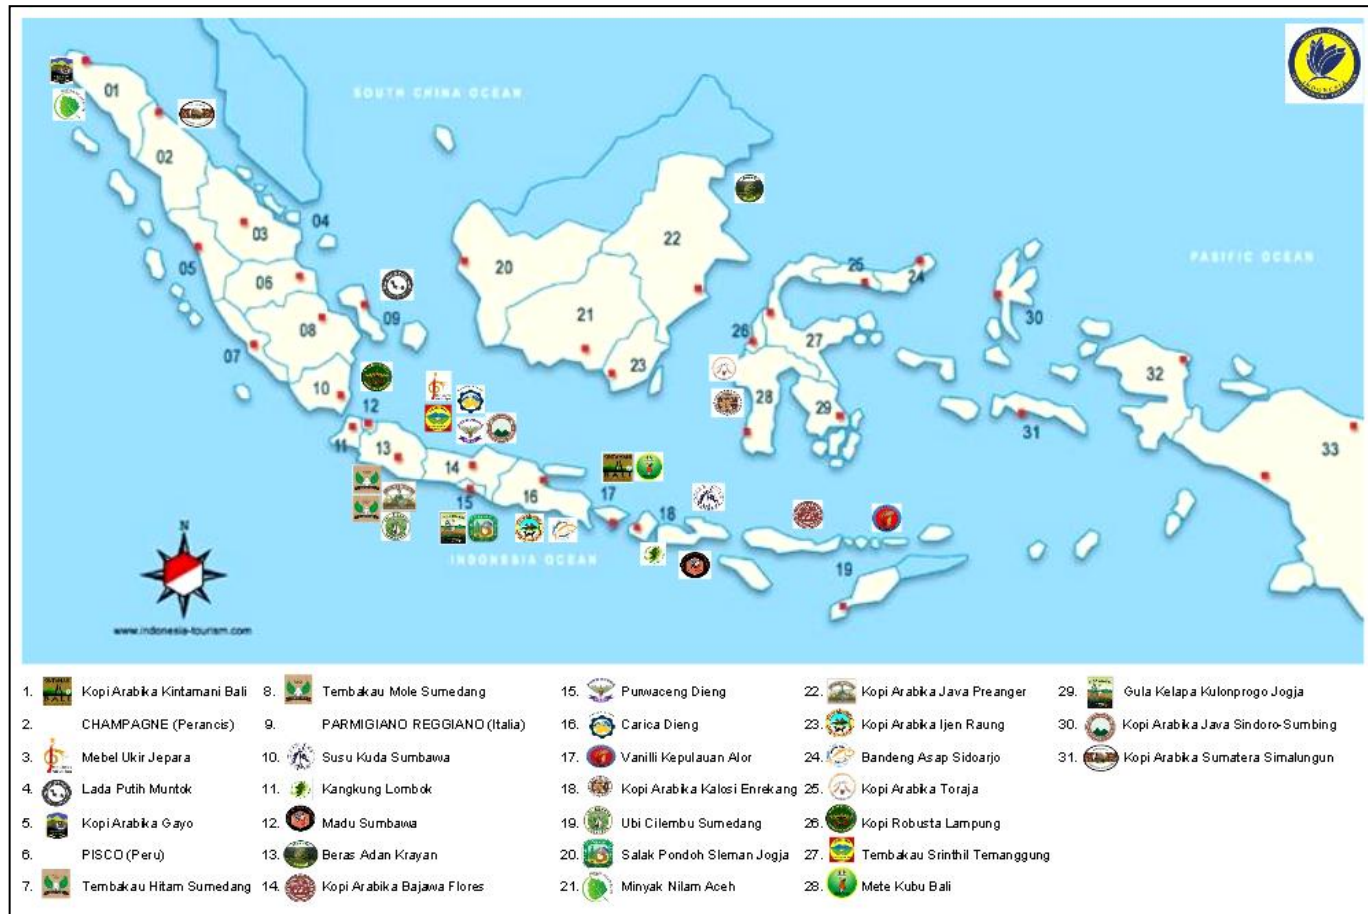 SOUTH CHINA OCEAN
01
02
03
04
05
06
07
08
09
10
11
12
13
14
15
16
17
18
19
20
21
22
23
24
25
26
27
28
29
30
31
32
33
PASIFIC OCEAN
INDONESIA OCEAN
N
www.indonesia-tourism.com
1. Kopi Arabika Kintamani Bali
2. CHAMPAGNE (Perancis)
3. Mebel Ukir Jepara
4. Lada Putih Muntok
5. Kopi Arabika Gayo
6. PISCO (Peru)
7. Tembakau Hitam Sumedang
8. Tembakau Mole Sumedang
9. PARMIGIANO REGGIANO (Italia)
10. Susu Kuda Sumbawa
11. Kangkung Lombok
12. Madu Sumbawa
13. Beras Adan Krayan
14. Kopi Arabika Bajawa Flores
15. Purwaceng Dieng
16. Carica Dieng
17. Vanilli Kepulauan Alor
18. Kopi Arabika Kalosi Enrekang
19. Ubi Cilembu Sumedang
20. Salak Pondoh Sleman Jogja
21. Minyak Nilam Aceh
22. Kopi Arabika Java Preanger
23. Kopi Arabika Ijen Raung
24. Bandeng Asap Sidoarjo
25. Kopi Arabika Toraja
26. Kopi Robusta Lampung
27. Tembakau Srinthil Temanggung
28. Mete Kubu Bali
29. Gula Kelapa Kulonprogo Jogja
30. Kopi Arabika Java Sindoro-Sumbing
31. Kopi Arabika Sumatera Simalungun